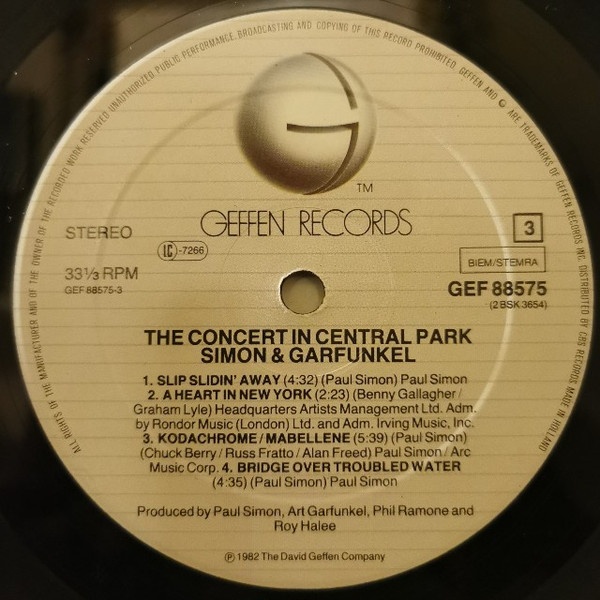 ALL RIGHTS OF THE MANUFACTURER AND OF THE OWNER OF THE RECORDED WORK RESERVED. UNAUTHORIZED PUBLIC PERFORMANCE, BROADCASTING AND COPYING OF THIS RECORD PROHIBITED. GEFFEN AND G ARE TRADEMARKS OF GEFFEN RECORDS INC. DISTRIBUTED BY CBS RECORDS MADE IN HOLLAND
G
TM
GEFFEN RECORDS
STEREO
LC-7266
33⅓ RPM
GEF 88575-3
3
BIEM/STEMRA
GEF 88575
(2 BSK 3654)
THE CONCERT IN CENTRAL PARK
SIMON & GARFUNKEL
1. SLIP SLIDIN' AWAY (4:32) (Paul Simon) Paul Simon
2. A HEART IN NEW YORK (2:23) (Benny Gallagher/
Graham Lyle) Headquarters Artists Management Ltd. Adm.
by Rondor Music (London) Ltd. and Adm. Irving Music, Inc.
3. KODACHROME / MABELLENE (5:39) (Paul Simon)
(Chuck Berry / Russ Fratto / Alan Freed) Paul Simon / Arc
Music Corp. 4. BRIDGE OVER TROUBLED WATER
(4:35) (Paul Simon) Paul Simon
Produced by Paul Simon, Art Garfunkel, Phil Ramone and
Roy Halee
℗ 1982 The David Geffen Company